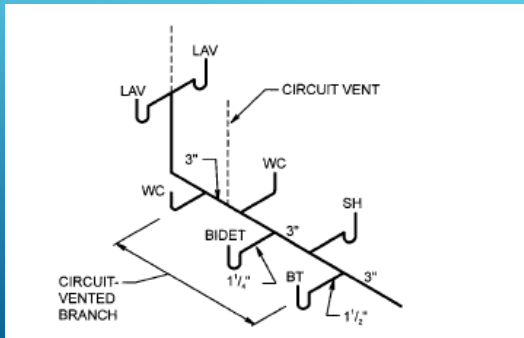 LAV
LAV
CIRCUIT VENT
3"
WC
WC
SH
BIDET
3"
1¹/₄"
BT
3"
CIRCUIT-
VENTED
BRANCH
1¹/₂"